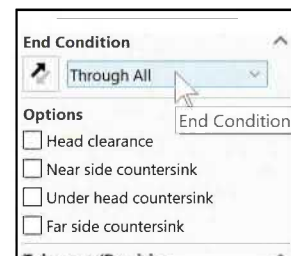 End Condition
Through All
End Condition
Options
Head clearance
Near side countersink
Under head countersink
Far side countersink